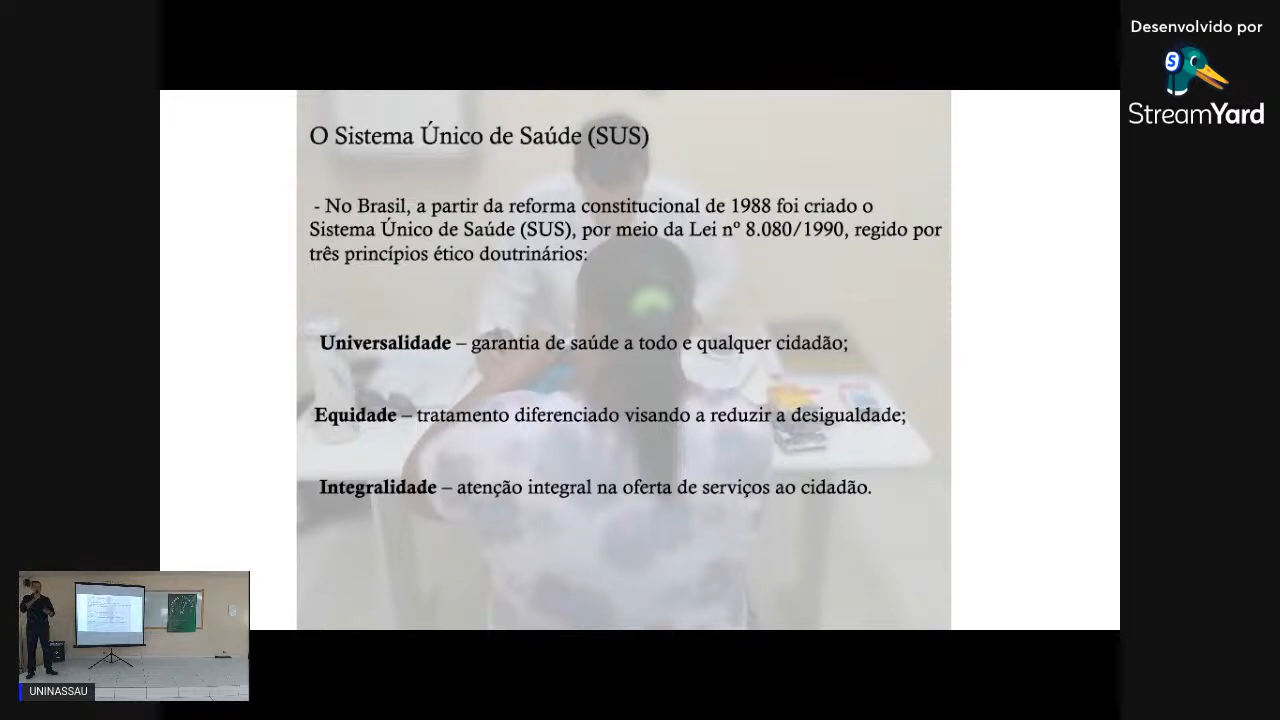 Desenvolvido por
StreamYard
O Sistema Único de Saúde (SUS)
- No Brasil, a partir da reforma constitucional de 1988 foi criado o
Sistema Único de Saúde (SUS), por meio da Lei nº 8.080/1990, regido por
três princípios ético doutrinários:
Universalidade – garantia de saúde a todo e qualquer cidadão;
Equidade – tratamento diferenciado visando a reduzir a desigualdade;
Integralidade – atenção integral na oferta de serviços ao cidadão.
UNINASSAU